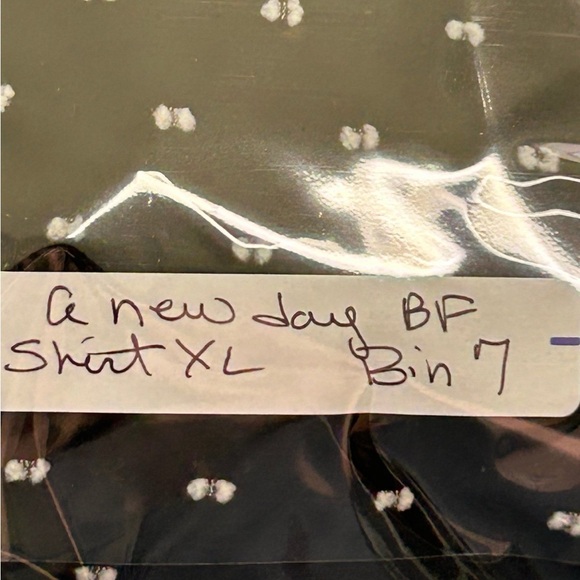 a new day BF
Shirt XL Bin 7